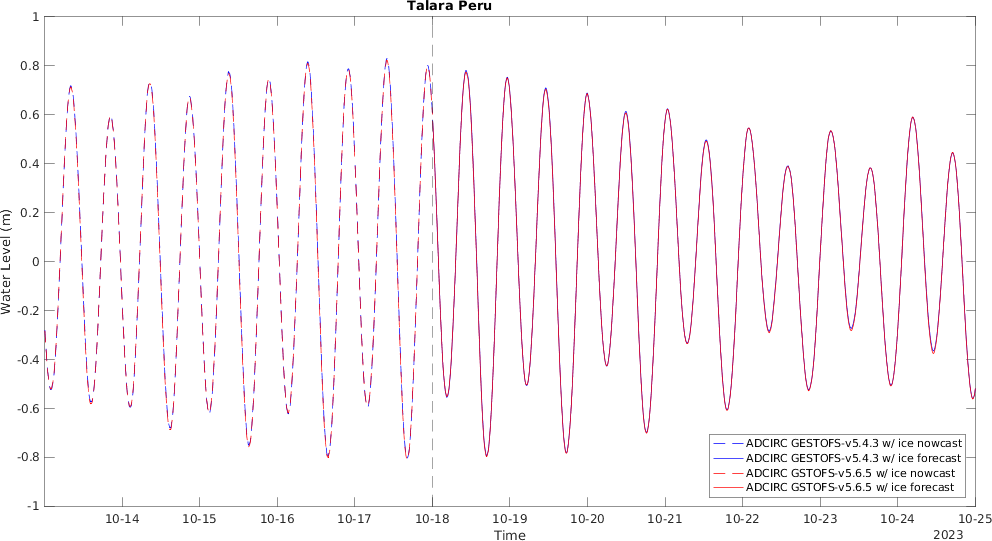 Talara Peru
Water Level (m)
1
0.8
0.6
0.4
0.2
0
-0.2
-0.4
-0.6
-0.8
-1
ADCIRC GESTOFS-v5.4.3 w/ ice nowcast
ADCIRC GESTOFS-v5.4.3 w/ ice forecast
ADCIRC GSTOFS-v5.6.5 w/ ice nowcast
ADCIRC GSTOFS-v5.6.5 w/ ice forecast
10-14 10-15 10-16 10-17 10-18 10-19 10-20 10-21 10-22 10-23 10-24 10-25
Time
2023